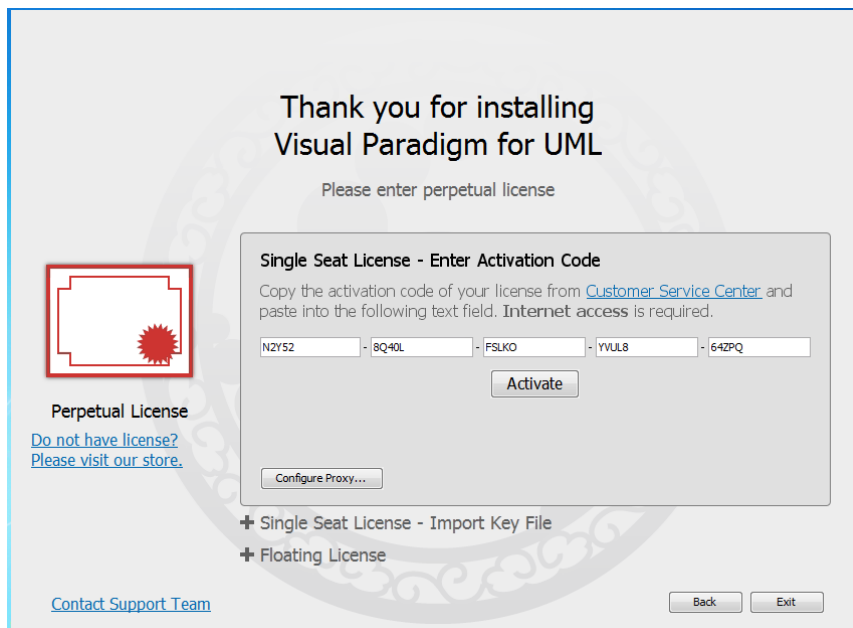 Thank you for installing
Visual Paradigm for UML
Please enter perpetual license
Single Seat License - Enter Activation Code
Copy the activation code of your license from Customer Service Center and
paste into the following text field. Internet access is required.
N2Y52 - 8Q40L - FSLKO - YVUL8 - 64ZPQ
Activate
Perpetual License
Do not have license?
Please visit our store.
Configure Proxy...
Single Seat License - Import Key File
Floating License
Contact Support Team
Back Exit